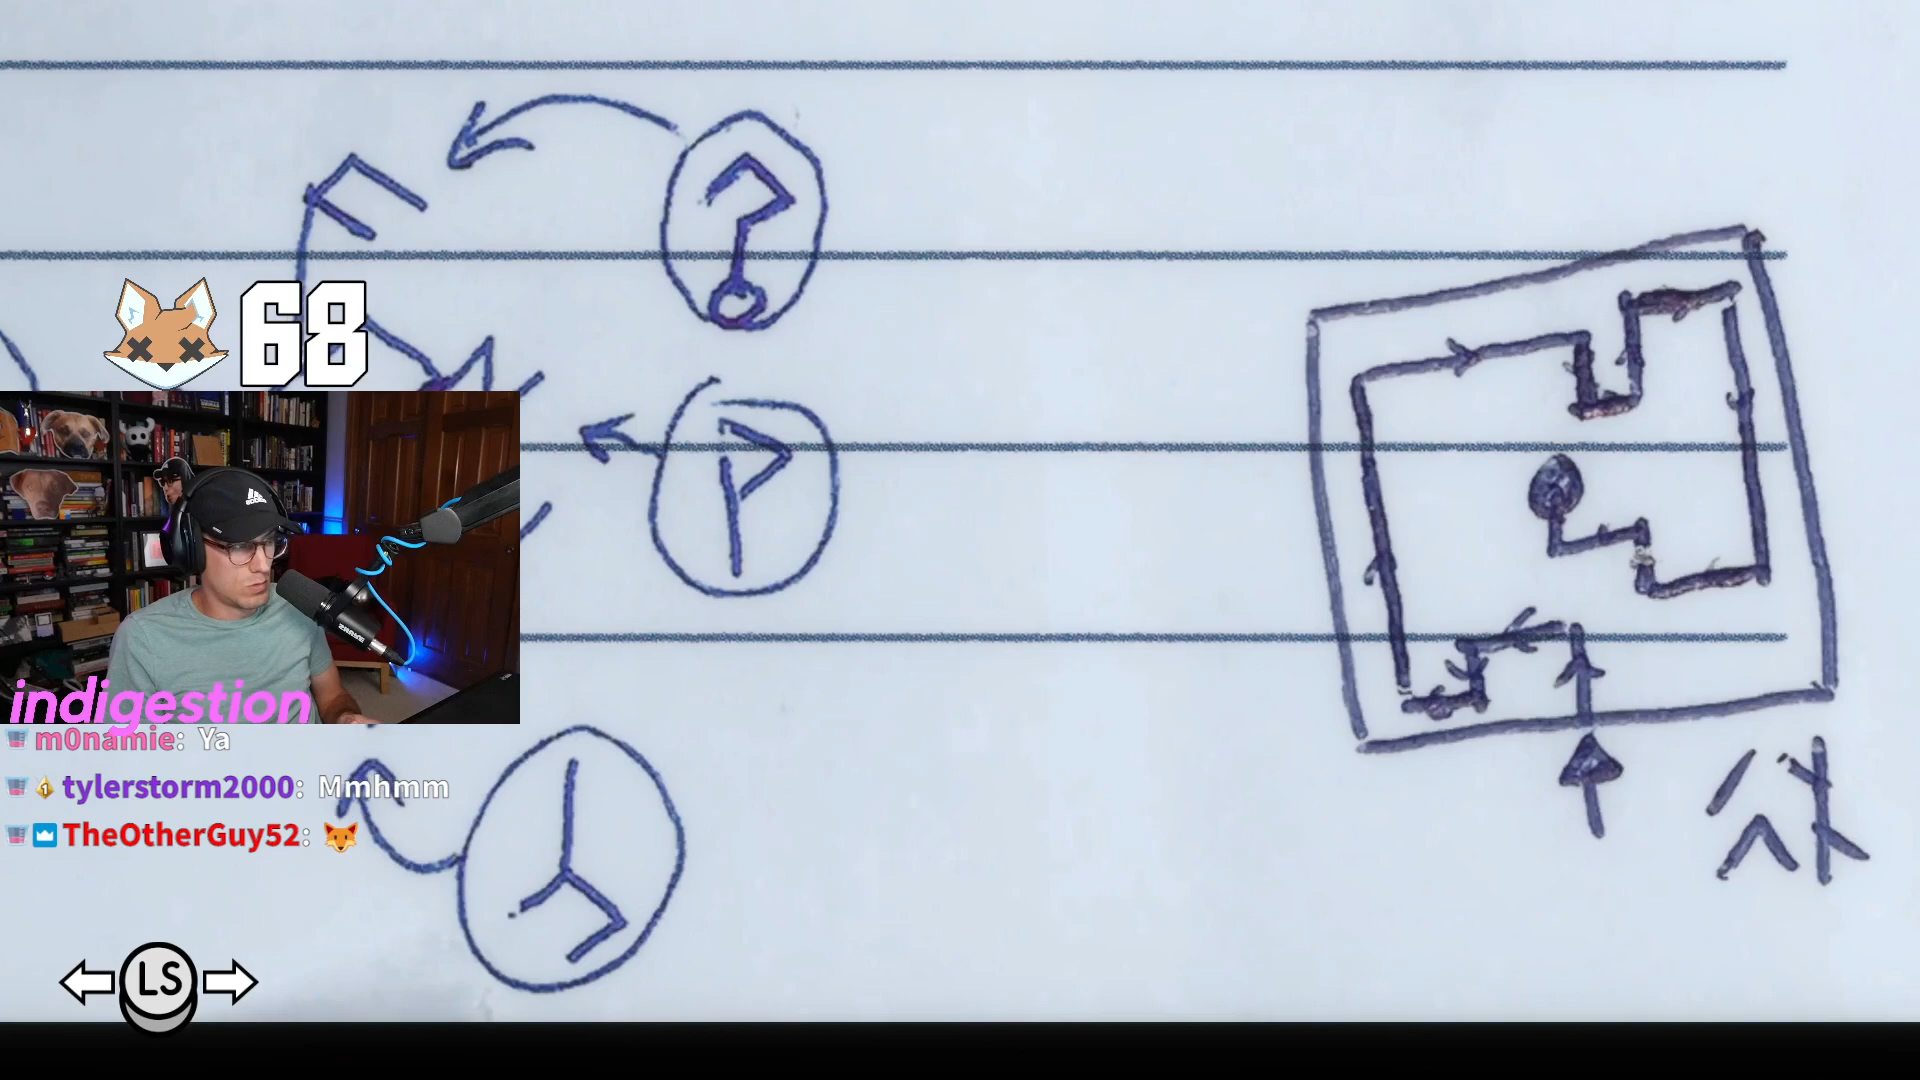 68
indigestion
m0namie: Ya
tylerstorm2000: Mmhmm
TheOtherGuy52:
LS